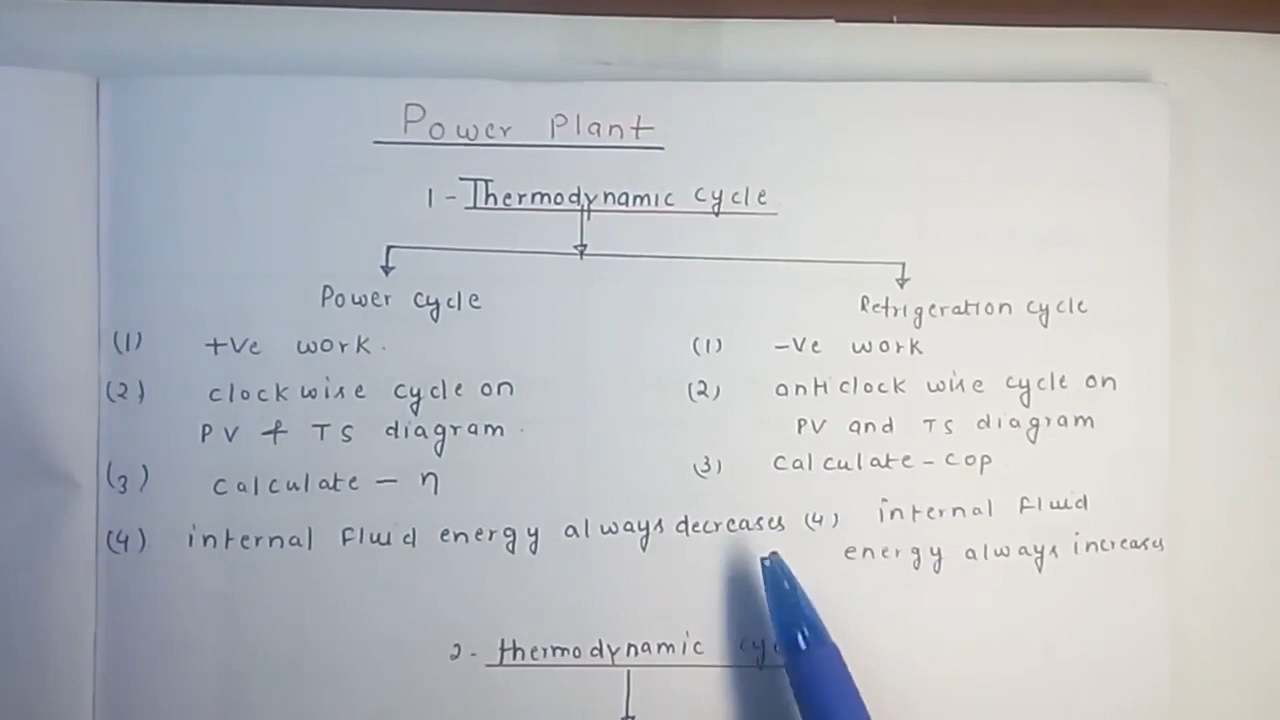 Power Plant
1 - Thermodynamic cycle
Power cycle
(1) +ve work.
(2) clockwise cycle on
PV & TS diagram.
(3) calculate - η
(4) internal fluid energy always decreases
Refrigeration cycle
(1) -ve work
(2) anticlock wise cycle on
PV and TS diagram
(3) calculate - cop
(4) internal fluid
energy always increases
2 - thermodynamic